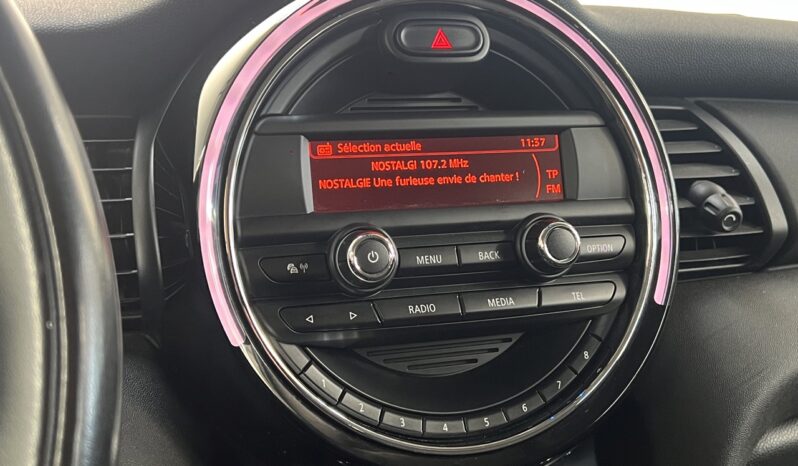 Sélection actuelle 11:37
NOSTALGI 107.2 MHz
NOSTALGIE Une furieuse envie de chanter !
TP
FM
MENU BACK OPTION
RADIO MEDIA TEL
1 2 3 4 5 6 7 8